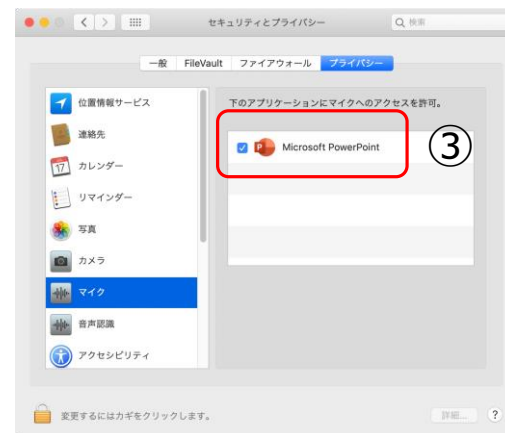 セキュリティとプライバシー
検索
一般 FileVault ファイアウォール プライバシー
位置情報サービス
連絡先
17
カレンダー
リマインダー
写真
カメラ
マイク
音声認識
アクセシビリティ
下のアプリケーションにマイクへのアクセスを許可。
P
Microsoft PowerPoint
③
変更するにはカギをクリックします。
詳細...
?